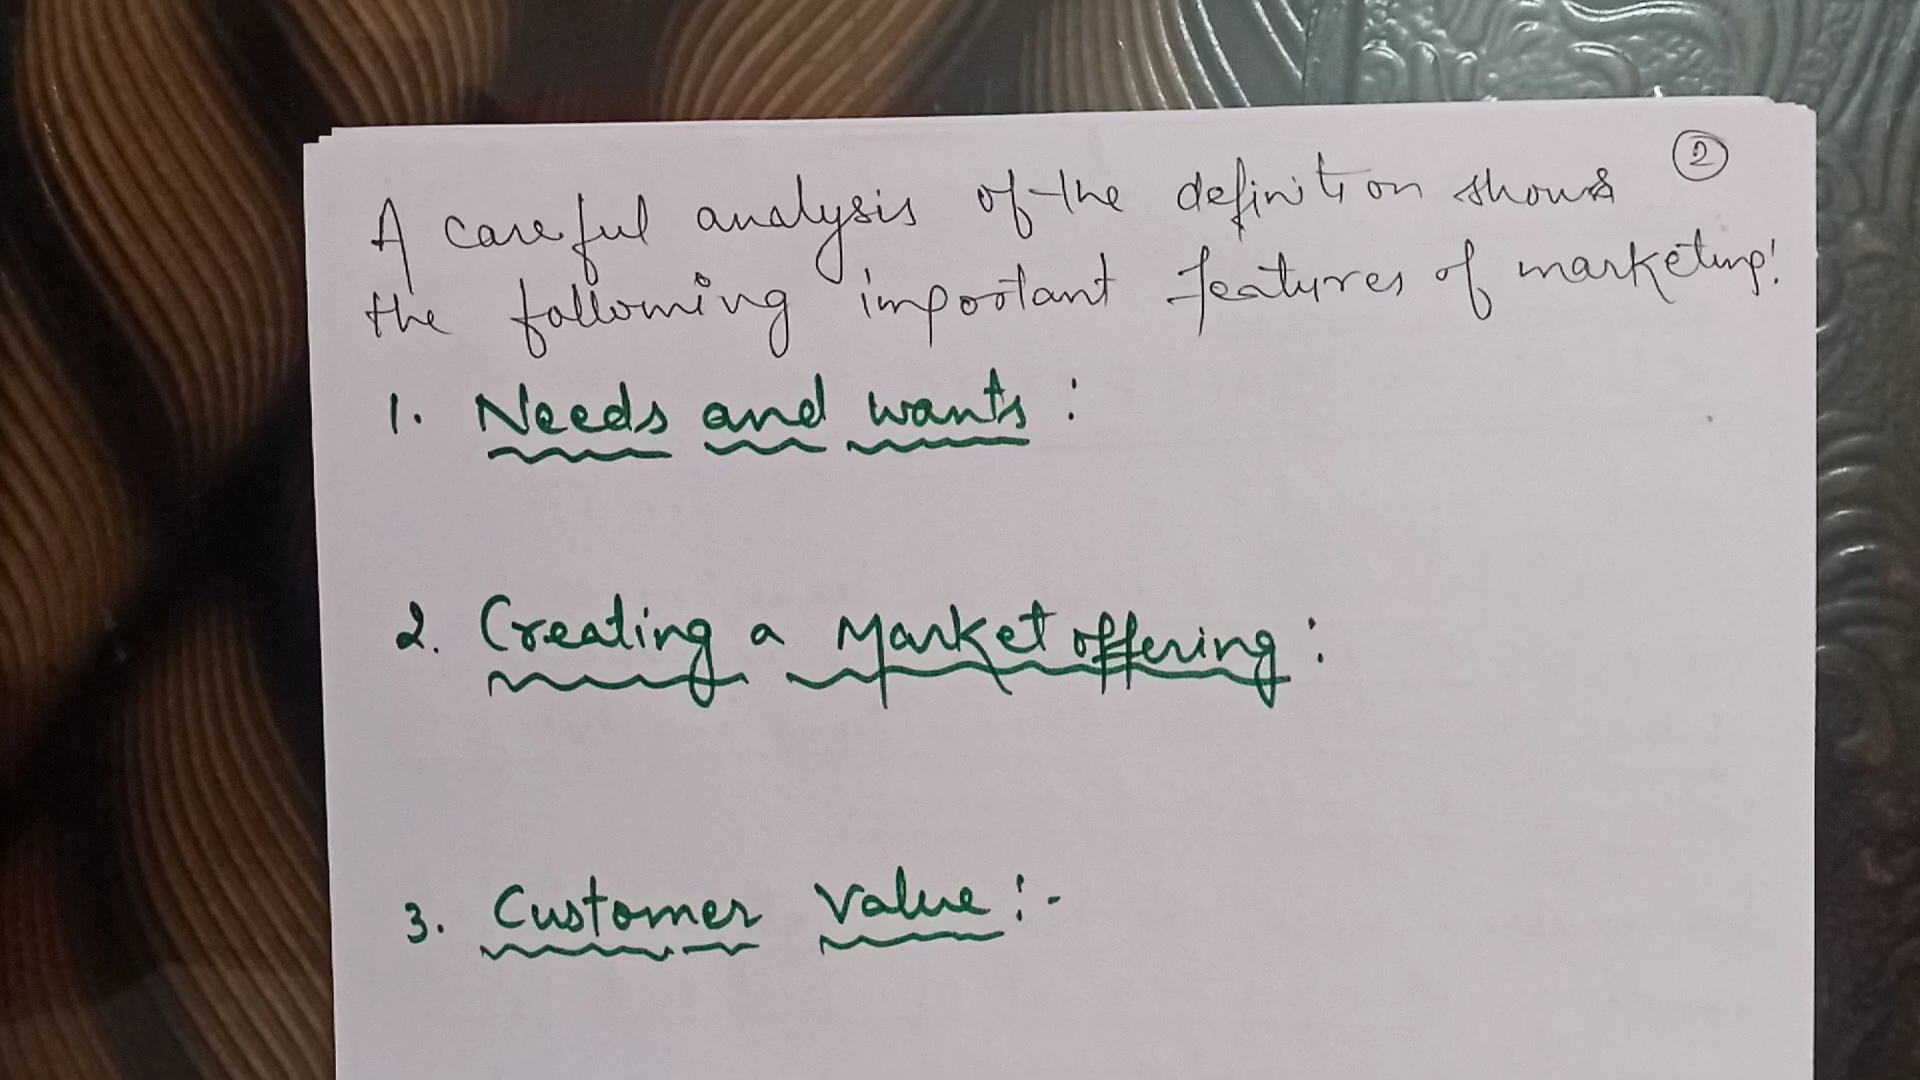 2
A careful analysis of the definition shows
the following important features of marketing:
1. Needs and wants :
2. Creating a Market offering :
3. Customer Value :-